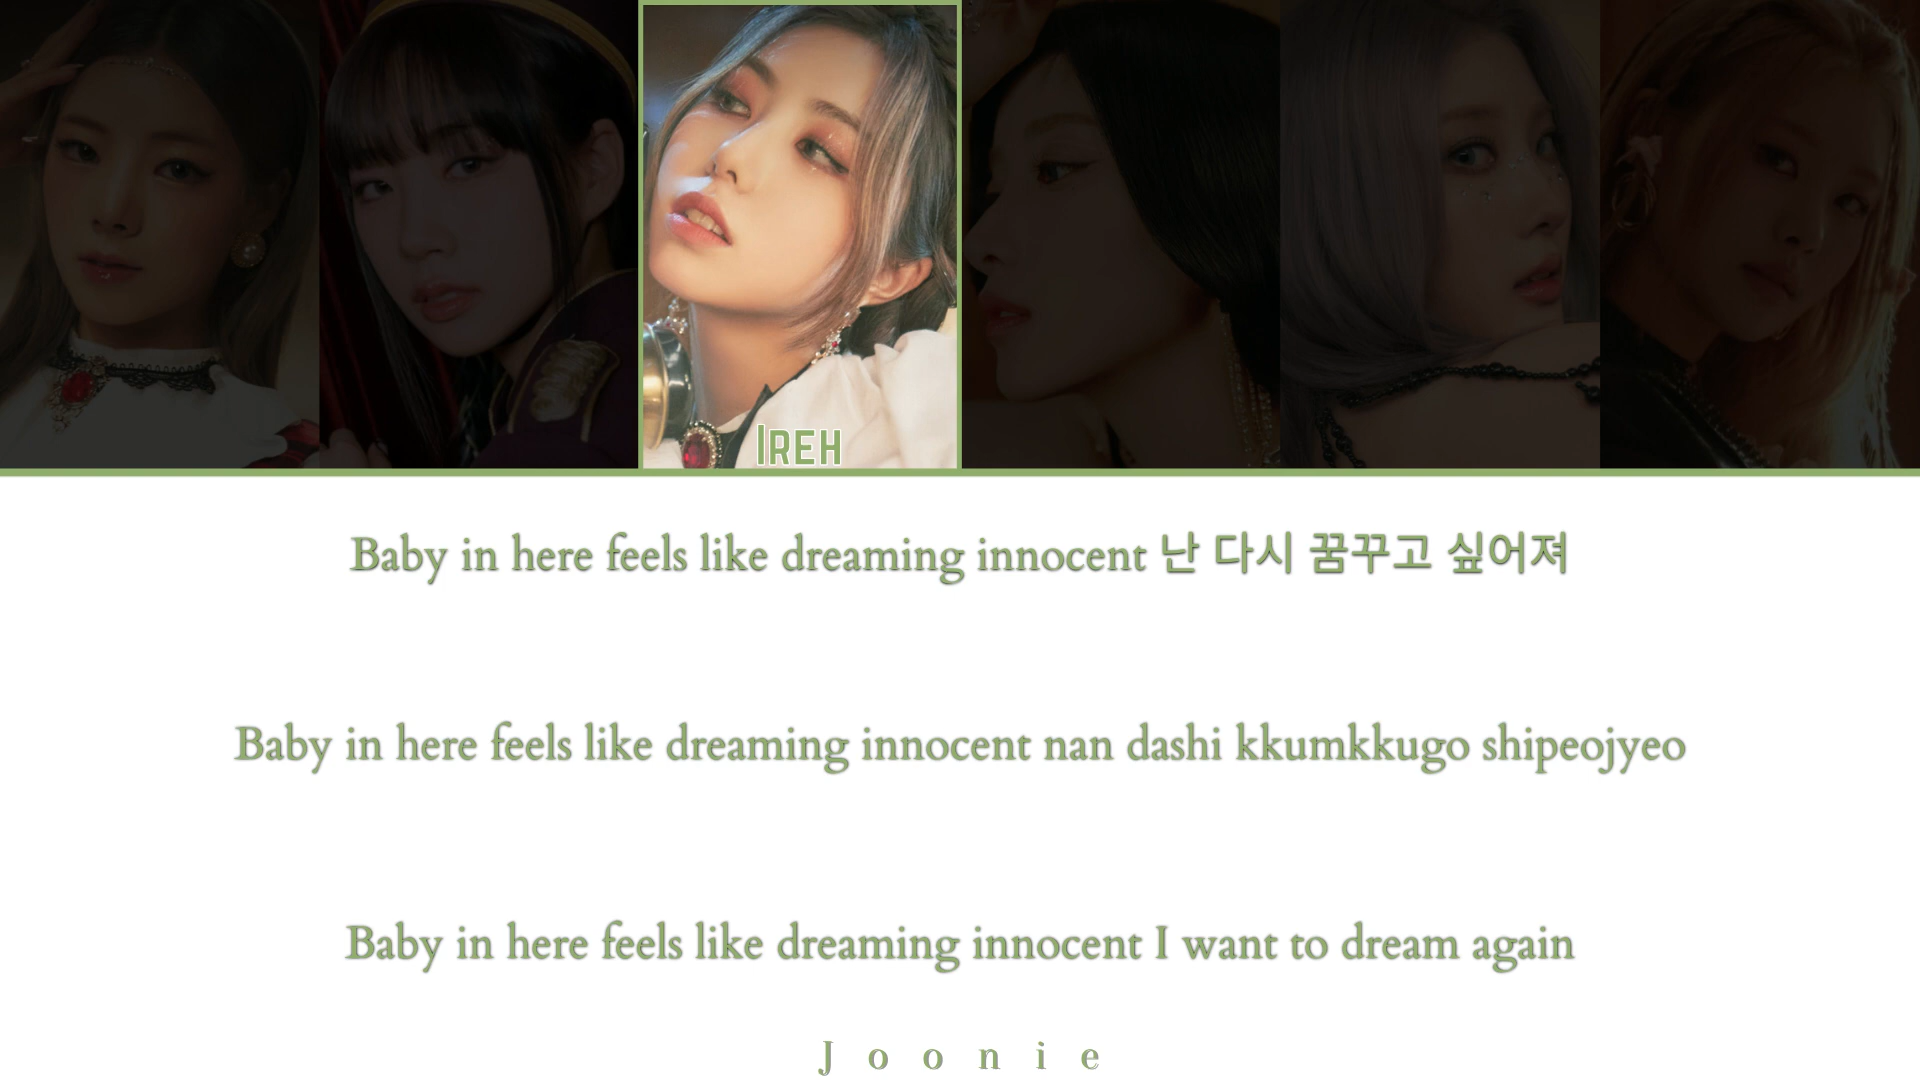 IREH
Baby in here feels like dreaming innocent 난 다시 꿈꾸고 싶어져
Baby in here feels like dreaming innocent nan dashi kkumkkugo shipeojyeo
Baby in here feels like dreaming innocent I want to dream again
Joonie